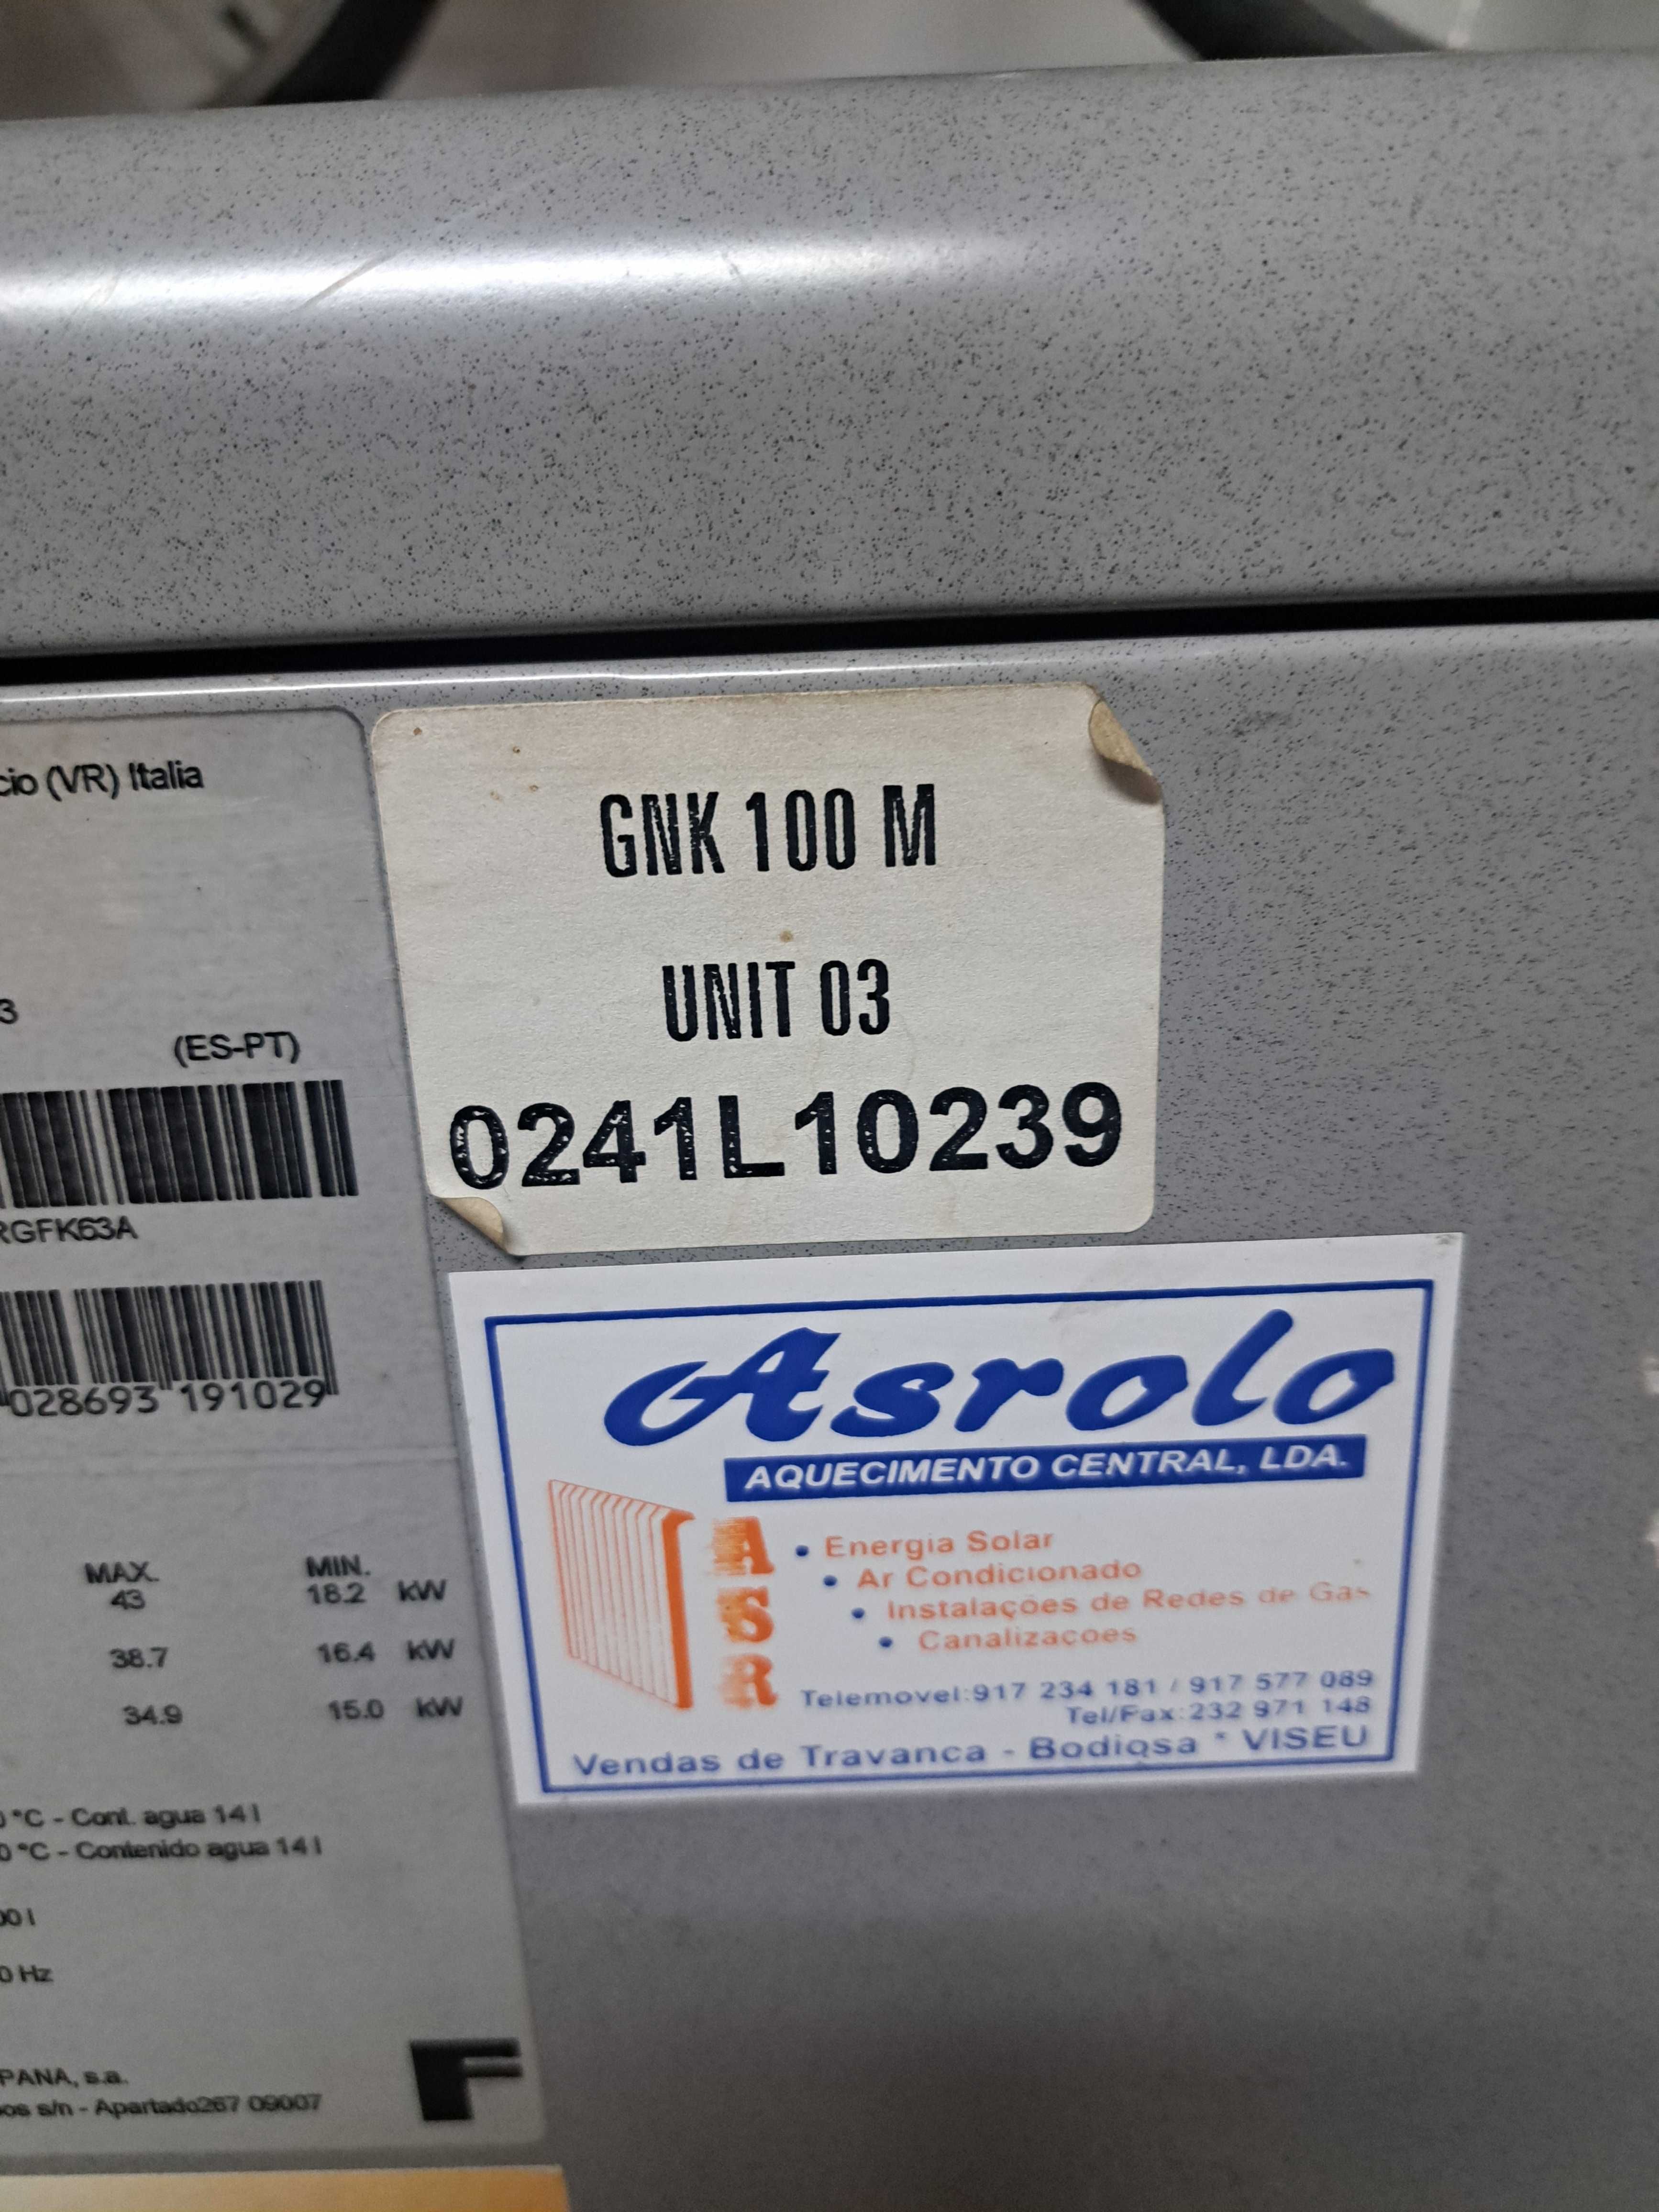 cio (VR) Italia
3
(ES-PT)
RGFK63A
028693 191029
MAX. MIN.
43 18.2 kW
38.7 16.4 kW
34.9 15.0 kW
0 °C - Cont. agua 14 l
0 °C - Contenido agua 14 l
00 l
0 Hz
PANA, s.a.
os s/n - Apartado267 09007
F
GNK 100 M
UNIT 03
0241L10239
Asrolo
AQUECIMENTO CENTRAL, LDA.
ASR
• Energia Solar
• Ar Condicionado
• Instalações de Redes de Gas
• Canalizaçoes
Telemovel:917 234 181 / 917 577 089
Tel/Fax:232 971 148
Vendas de Travanca - Bodiosa * VISEU